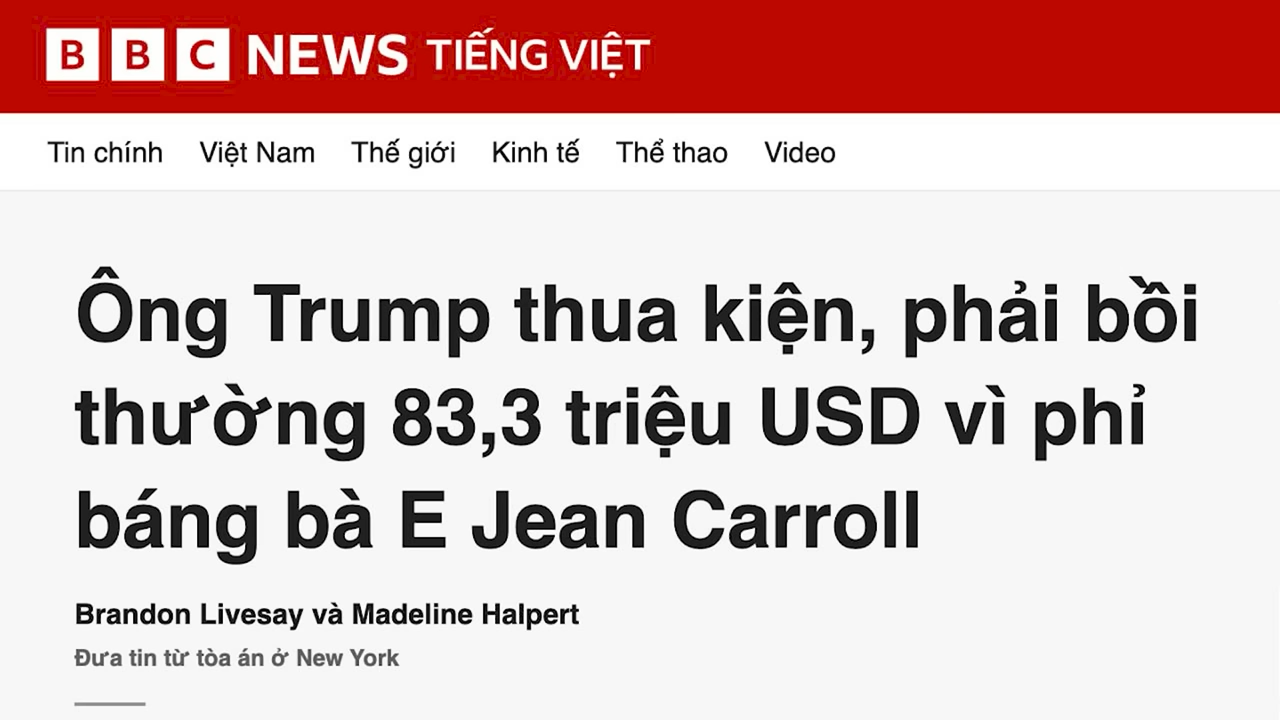 BBC NEWS TIẾNG VIỆT
Tin chính Việt Nam Thế giới Kinh tế Thể thao Video
Ông Trump thua kiện, phải bồi
thường 83,3 triệu USD vì phỉ
báng bà E Jean Carroll
Brandon Livesay và Madeline Halpert
Đưa tin từ tòa án ở New York